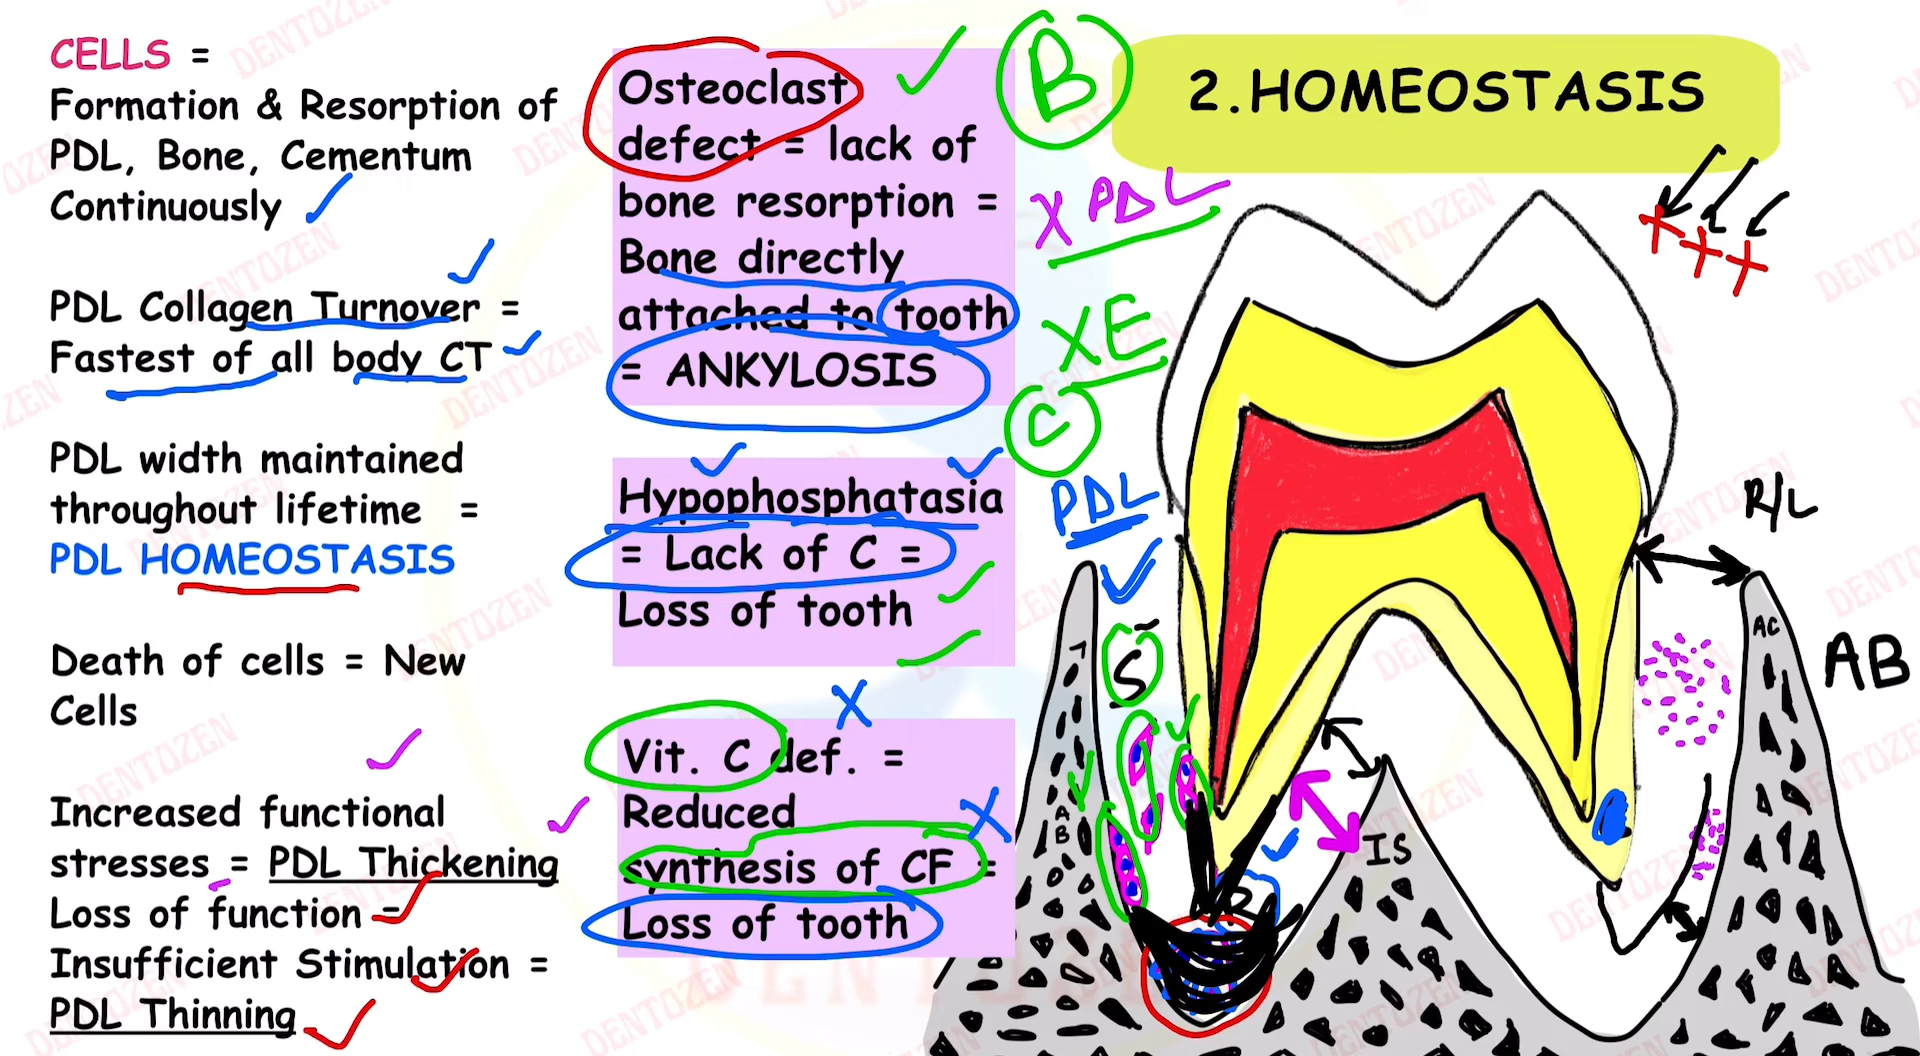 CELLS =
Formation & Resorption of
PDL, Bone, Cementum
Continuously
PDL Collagen Turnover =
Fastest of all body CT
PDL width maintained
throughout lifetime =
PDL HOMEOSTASIS
Death of cells = New
Cells
Increased functional
stresses = PDL Thickening
Loss of function =
Insufficient Stimulation =
PDL Thinning
Osteoclast
defect = lack of
bone resorption =
Bone directly
attached to tooth
= ANKYLOSIS
Hypophosphatasia
= Lack of C =
Loss of tooth
Vit. C def. =
Reduced
synthesis of CF =
Loss of tooth
B
2.HOMEOSTASIS
X PDL
XE
C
PDL
S
R/L
AC
AB
A
B
IS
DENTOZEN